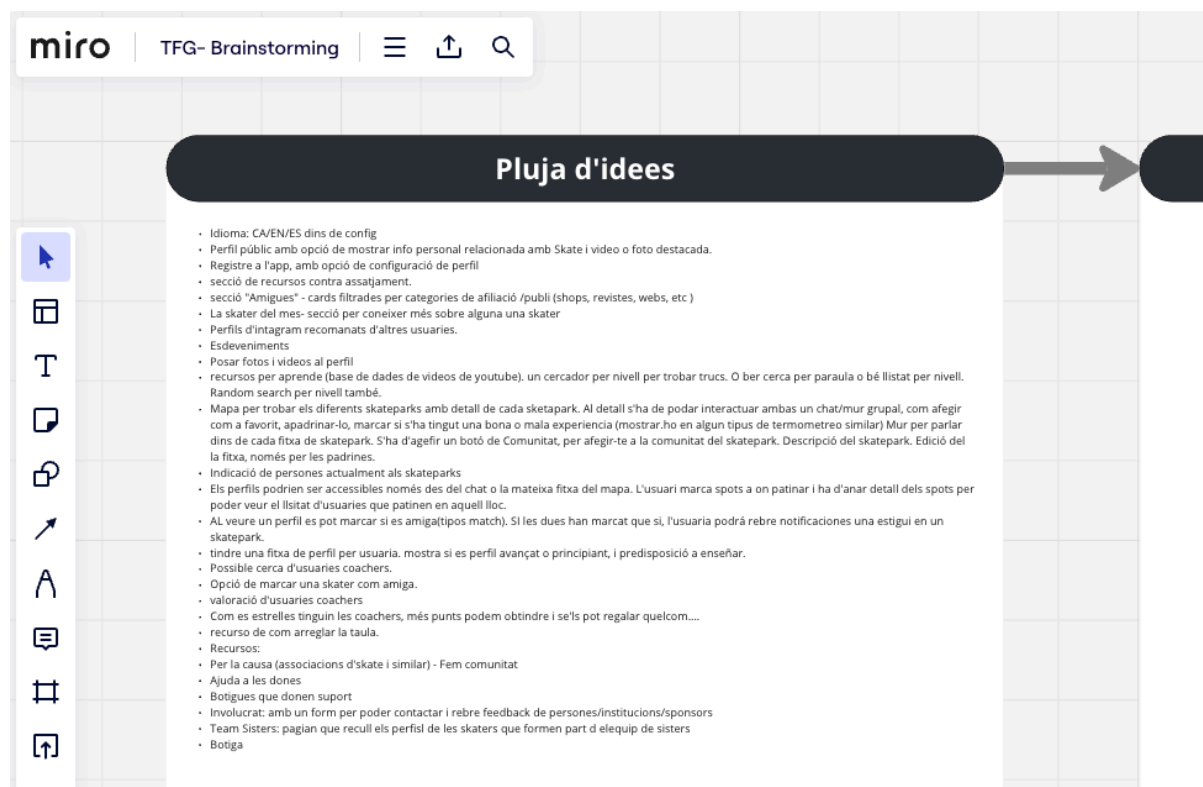 miro
TFG- Brainstorming
Pluja d'idees
· Idioma: CA/EN/ES dins de config
· Perfil públic amb opció de mostrar info personal relacionada amb Skate i video o foto destacada.
· Registre a l'app, amb opció de configuració de perfil
· secció de recursos contra assatjament.
· secció "Amigues" - cards filtrades per categories de afiliació /publi (shops, revistes, webs, etc )
· La skater del mes- secció per coneixer més sobre alguna una skater
· Perfils d'intagram recomanats d'altres usuaries.
· Esdeveniments
· Posar fotos i videos al perfil
· recursos per aprende (base de dades de videos de youtube). un cercador per nivell per trobar trucs. O ber cerca per paraula o bé llistat per nivell.
Random search per nivell també.
· Mapa per trobar els diferents skateparks amb detall de cada sketapark. Al detall s'ha de podar interactuar ambas un chat/mur grupal, com afegir
com a favorit, apadrinar-lo, marcar si s'ha tingut una bona o mala experiencia (mostrar.ho en algun tipus de termometreo similar) Mur per parlar
dins de cada fitxa de skatepark. S'ha d'agefir un botó de Comunitat, per afegir-te a la comunitat del skatepark. Descripció del skatepark. Edició del
la fitxa, només per les padrines.
· Indicació de persones actualment als skateparks
· Els perfils podrien ser accessibles només des del chat o la mateixa fitxa del mapa. L'usuari marca spots a on patinar i ha d'anar detall dels spots per
poder veur el llsitat d'usuaries que patinen en aquell lloc.
· AL veure un perfil es pot marcar si es amiga(tipos match). SI les dues han marcat que si, l'usuaria podrá rebre notificaciones una estigui en un
skatepark.
· tindre una fitxa de perfil per usuaria. mostra si es perfil avançat o principiant, i predisposició a enseñar.
· Possible cerca d'usuaries coachers.
· Opció de marcar una skater com amiga.
· valoració d'usuaries coachers
· Com es estrelles tinguin les coachers, més punts podem obtindre i se'ls pot regalar quelcom....
· recurso de com arreglar la taula.
· Recursos:
· Per la causa (associacions d'skate i similar) - Fem comunitat
· Ajuda a les dones
· Botigues que donen suport
· Involucrat: amb un form per poder contactar i rebre feedback de persones/institucions/sponsors
· Team Sisters: pagian que recull els perfisl de les skaters que formen part d elequip de sisters
· Botiga